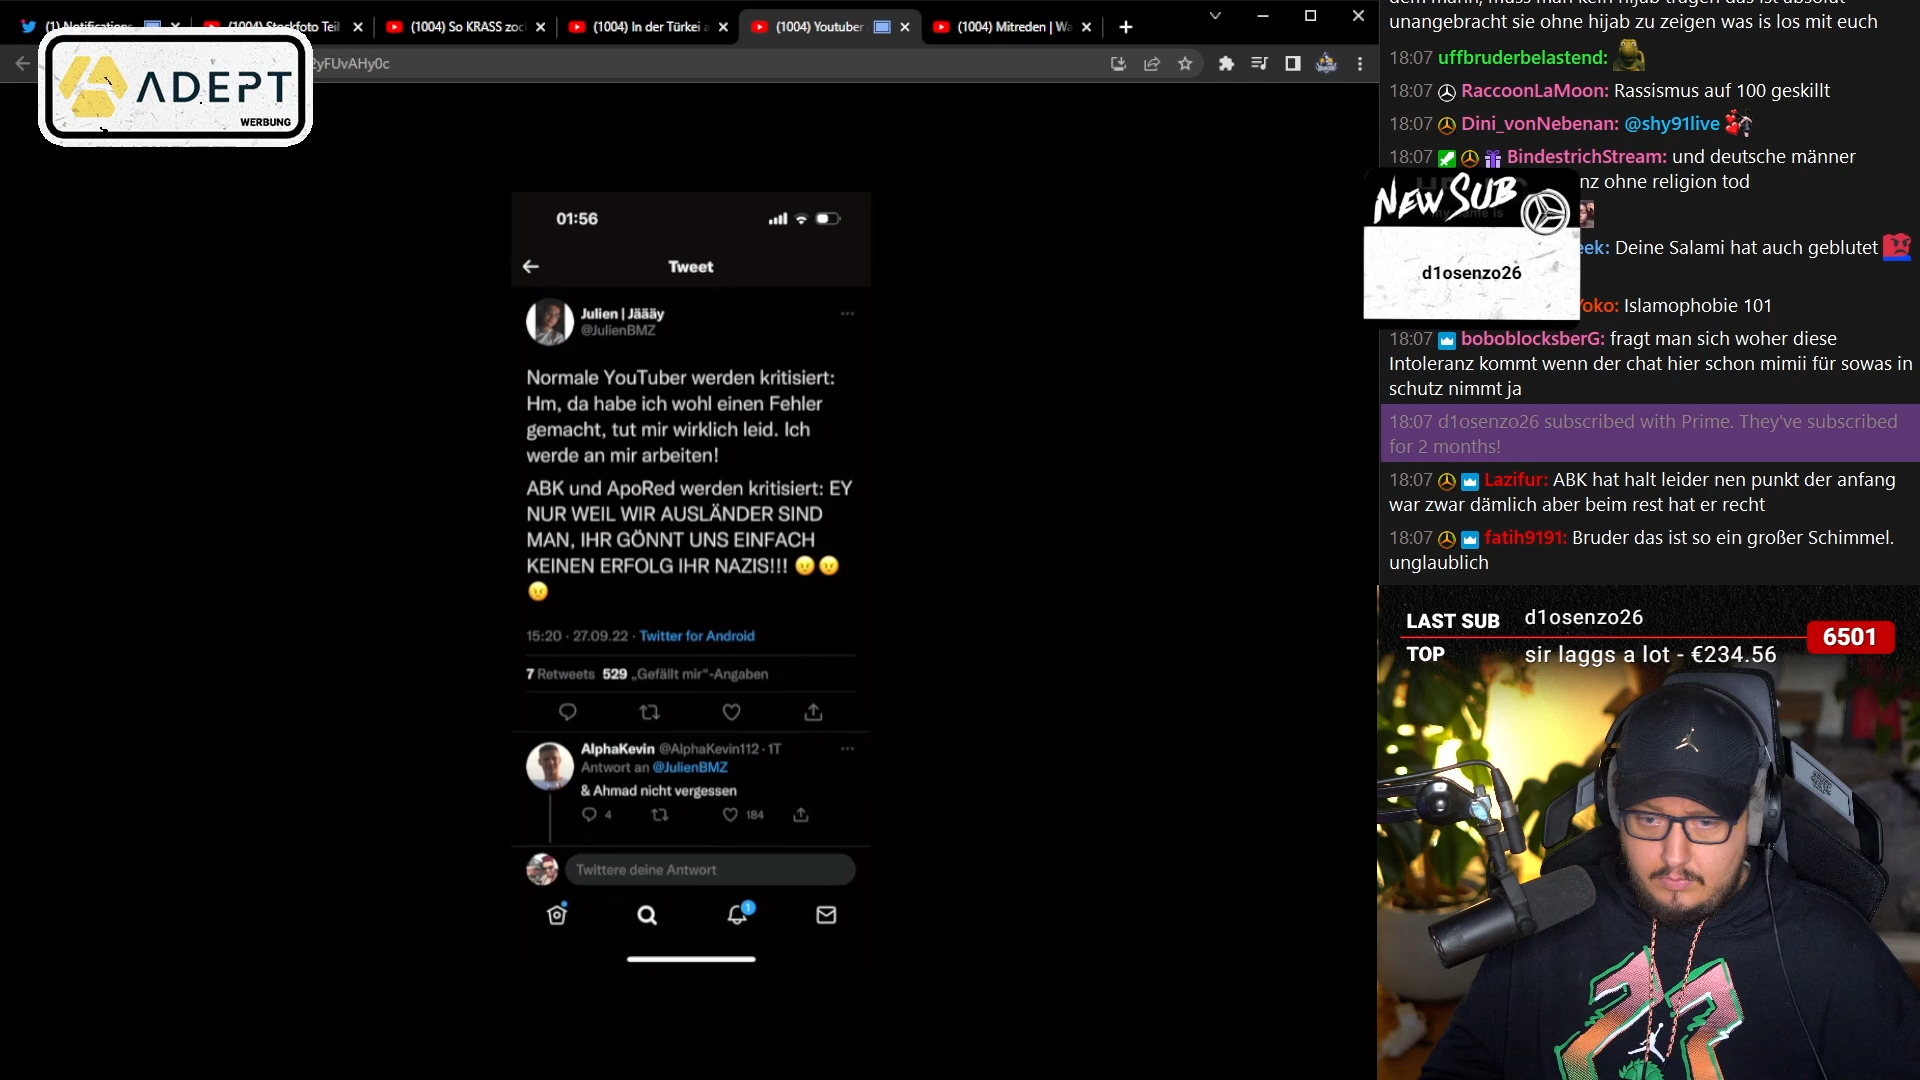 (1) Notifications
(1004) Stockfoto Teil
(1004) So KRASS zoc
(1004) In der Türkei a
(1004) Youtuber
(1004) Mitreden | Wa
2yFUvAHy0c
ADEPT
WERBUNG
01:56
Tweet
Julien | Jäääy
@JulienBMZ
Normale YouTuber werden kritisiert:
Hm, da habe ich wohl einen Fehler
gemacht, tut mir wirklich leid. Ich
werde an mir arbeiten!
ABK und ApoRed werden kritisiert: EY
NUR WEIL WIR AUSLÄNDER SIND
MAN, IHR GÖNNT UNS EINFACH
KEINEN ERFOLG IHR NAZIS!!! 😠😠
😠
15:20 · 27.09.22 · Twitter for Android
7 Retweets 529 „Gefällt mir“-Angaben
AlphaKevin @AlphaKevin112 · 1T
Antwort an @JulienBMZ
& Ahmad nicht vergessen
4 184
Twittere deine Antwort
1
dem mann, muss man kein hijab tragen das ist absolut
unangebracht sie ohne hijab zu zeigen was is los mit euch
18:07 uffbruderbelastend:
18:07 RaccoonLaMoon: Rassismus auf 100 geskillt
18:07 Dini_vonNebenan: @shy91live
18:07 BindestrichStream: und deutsche männer
nz ohne religion tod
NEW SUB
d1osenzo26
eek: Deine Salami hat auch geblutet
Yoko: Islamophobie 101
18:07 boboblocksberG: fragt man sich woher diese
Intoleranz kommt wenn der chat hier schon mimii für sowas in
schutz nimmt ja
18:07 d1osenzo26 subscribed with Prime. They've subscribed
for 2 months!
18:07 Lazifur: ABK hat halt leider nen punkt der anfang
war zwar dämlich aber beim rest hat er recht
18:07 fatih9191: Bruder das ist so ein großer Schimmel.
unglaublich
LAST SUB d1osenzo26
6501
TOP sir laggs a lot - €234.56